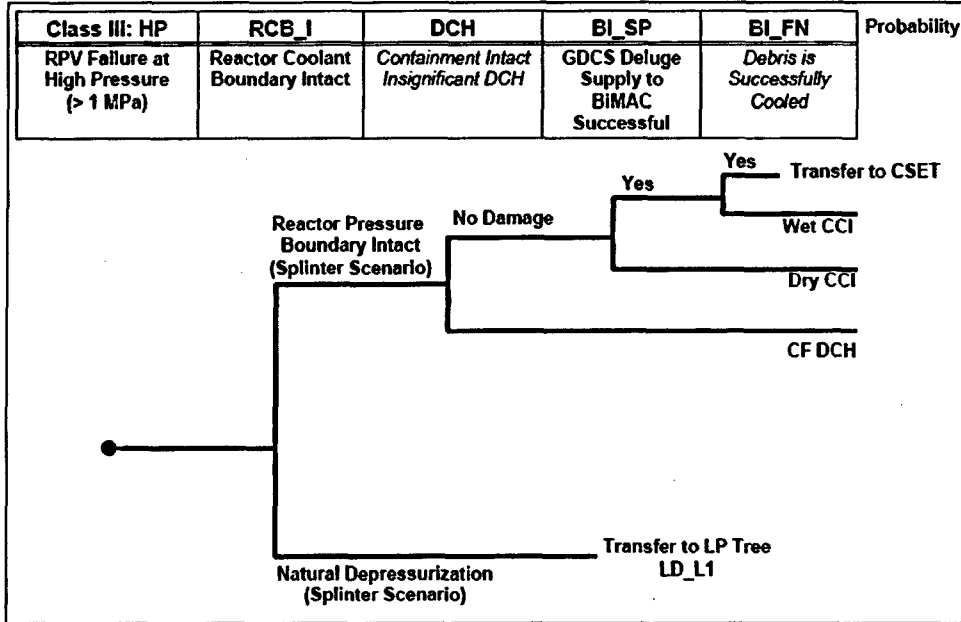 Class III: HP
RCB_I
DCH
BI_SP
BI_FN
Probability
RPV Failure at
High Pressure
(> 1 MPa)
Reactor Coolant
Boundary Intact
Containment Intact
Insignificant DCH
GDCS Deluge
Supply to
BiMAC
Successful
Debris is
Successfully
Cooled
Yes
Transfer to CSET
Yes
Wet CCI
No Damage
Reactor Pressure
Boundary Intact
(Splinter Scenario)
Dry CCI
CF DCH
Transfer to LP Tree
LD_L1
Natural Depressurization
(Splinter Scenario)